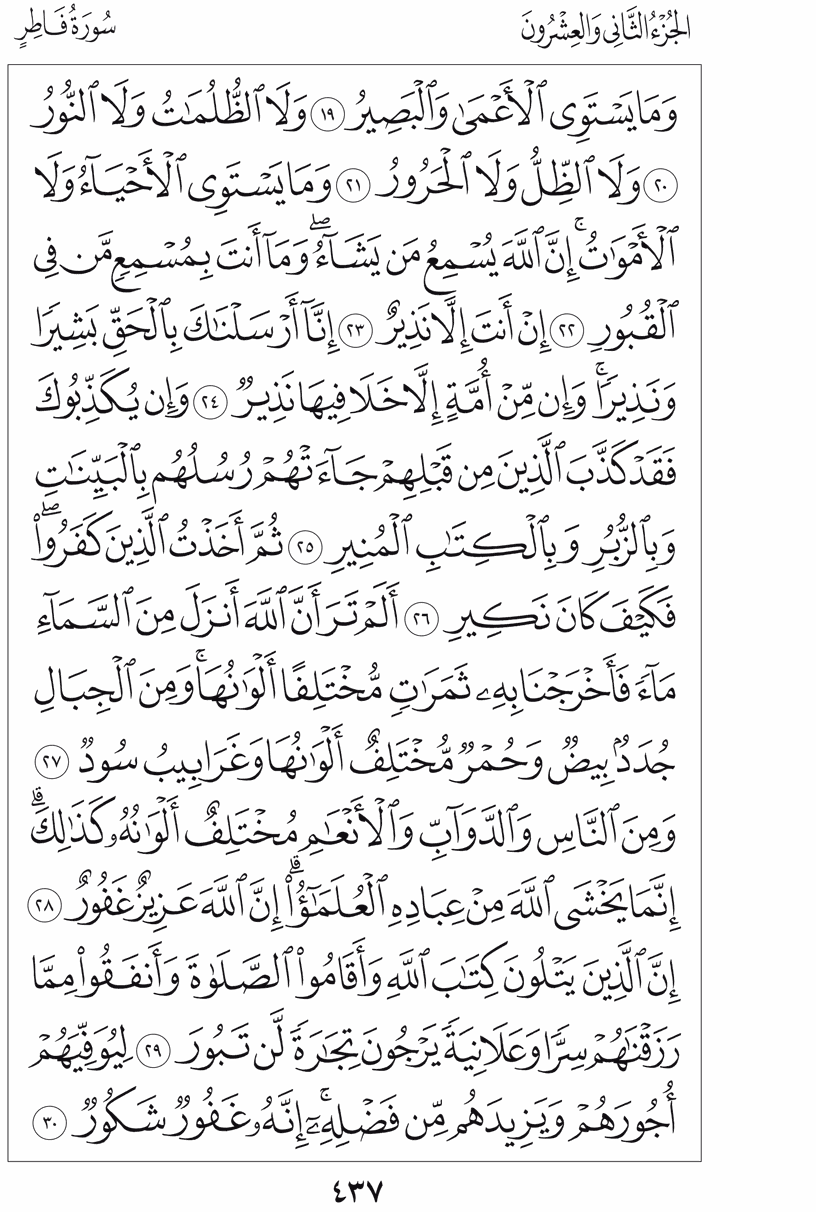 الجُزْءُ الثَّانِي وَالعِشْرُونَ
سُورَةُ فَاطِرٍ
وَمَا يَسْتَوِى ٱلْأَعْمَىٰ وَٱلْبَصِيرُ ١٩ وَلَا ٱلظُّلُمَـٰتُ وَلَا ٱلنُّورُ
٢٠ وَلَا ٱلظِّلُّ وَلَا ٱلْحَرُورُ ٢١ وَمَا يَسْتَوِى ٱلْأَحْيَآءُ وَلَا
ٱلْأَمْوَٰتُ ۚ إِنَّ ٱللَّهَ يُسْمِعُ مَن يَشَآءُ ۖ وَمَآ أَنتَ بِمُسْمِعٍ مَّن فِى
ٱلْقُبُورِ ٢٢ إِنْ أَنتَ إِلَّا نَذِيرٌ ٢٣ إِنَّآ أَرْسَلْنَـٰكَ بِٱلْحَقِّ بَشِيرًا
وَنَذِيرًا ۚ وَإِن مِّنْ أُمَّةٍ إِلَّا خَلَا فِيهَا نَذِيرٌ ٢٤ وَإِن يُكَذِّبُوكَ
فَقَدْ كَذَّبَ ٱلَّذِينَ مِن قَبْلِهِمْ جَآءَتْهُمْ رُسُلُهُم بِٱلْبَيِّنَـٰتِ
وَبِٱلزُّبُرِ وَبِٱلْكِتَـٰبِ ٱلْمُنِيرِ ٢٥ ثُمَّ أَخَذْتُ ٱلَّذِينَ كَفَرُوا۟ ۖ
فَكَيْفَ كَانَ نَكِيرِ ٢٦ أَلَمْ تَرَ أَنَّ ٱللَّهَ أَنزَلَ مِنَ ٱلسَّمَآءِ
مَآءً فَأَخْرَجْنَا بِهِۦ ثَمَرَٰتٍ مُّخْتَلِفًا أَلْوَٰنُهَا ۚ وَمِنَ ٱلْجِبَالِ
جُدَدٌۢ بِيضٌ وَحُمْرٌ مُّخْتَلِفٌ أَلْوَٰنُهَا وَغَرَابِيبُ سُودٌ ٢٧
وَمِنَ ٱلنَّاسِ وَٱلدَّوَآبِّ وَٱلْأَنْعَـٰمِ مُخْتَلِفٌ أَلْوَٰنُهُۥ كَذَٰلِكَ ۗ
إِنَّمَا يَخْشَى ٱللَّهَ مِنْ عِبَادِهِ ٱلْعُلَمَـٰٓؤُا۟ ۗ إِنَّ ٱللَّهَ عَزِيزٌ غَفُورٌ ٢٨
إِنَّ ٱلَّذِينَ يَتْلُونَ كِتَـٰبَ ٱللَّهِ وَأَقَامُوا۟ ٱلصَّلَوٰةَ وَأَنفَقُوا۟ مِمَّا
رَزَقْنَـٰهُمْ سِرًّا وَعَلَانِيَةً يَرْجُونَ تِجَـٰرَةً لَّن تَبُورَ ٢٩ لِيُوَفِّيَهُمْ
أُجُورَهُمْ وَيَزِيدَهُم مِّن فَضْلِهِۦٓ ۚ إِنَّهُۥ غَفُورٌ شَكُورٌ ٣٠
٤٣٧